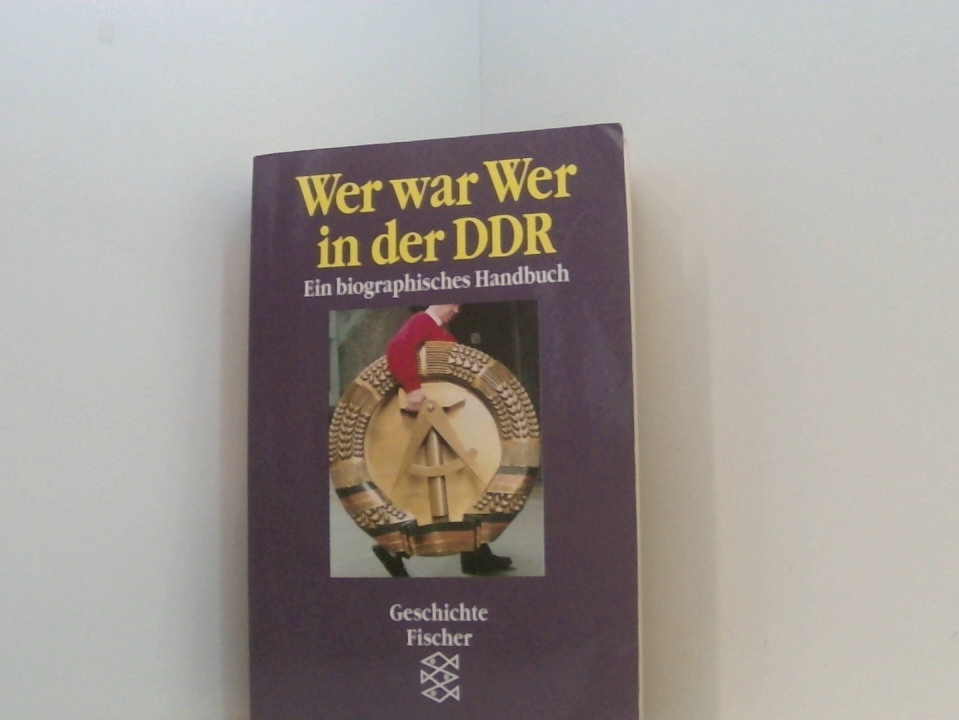 Wer war Wer
in der DDR
Ein biographisches Handbuch
Geschichte
Fischer